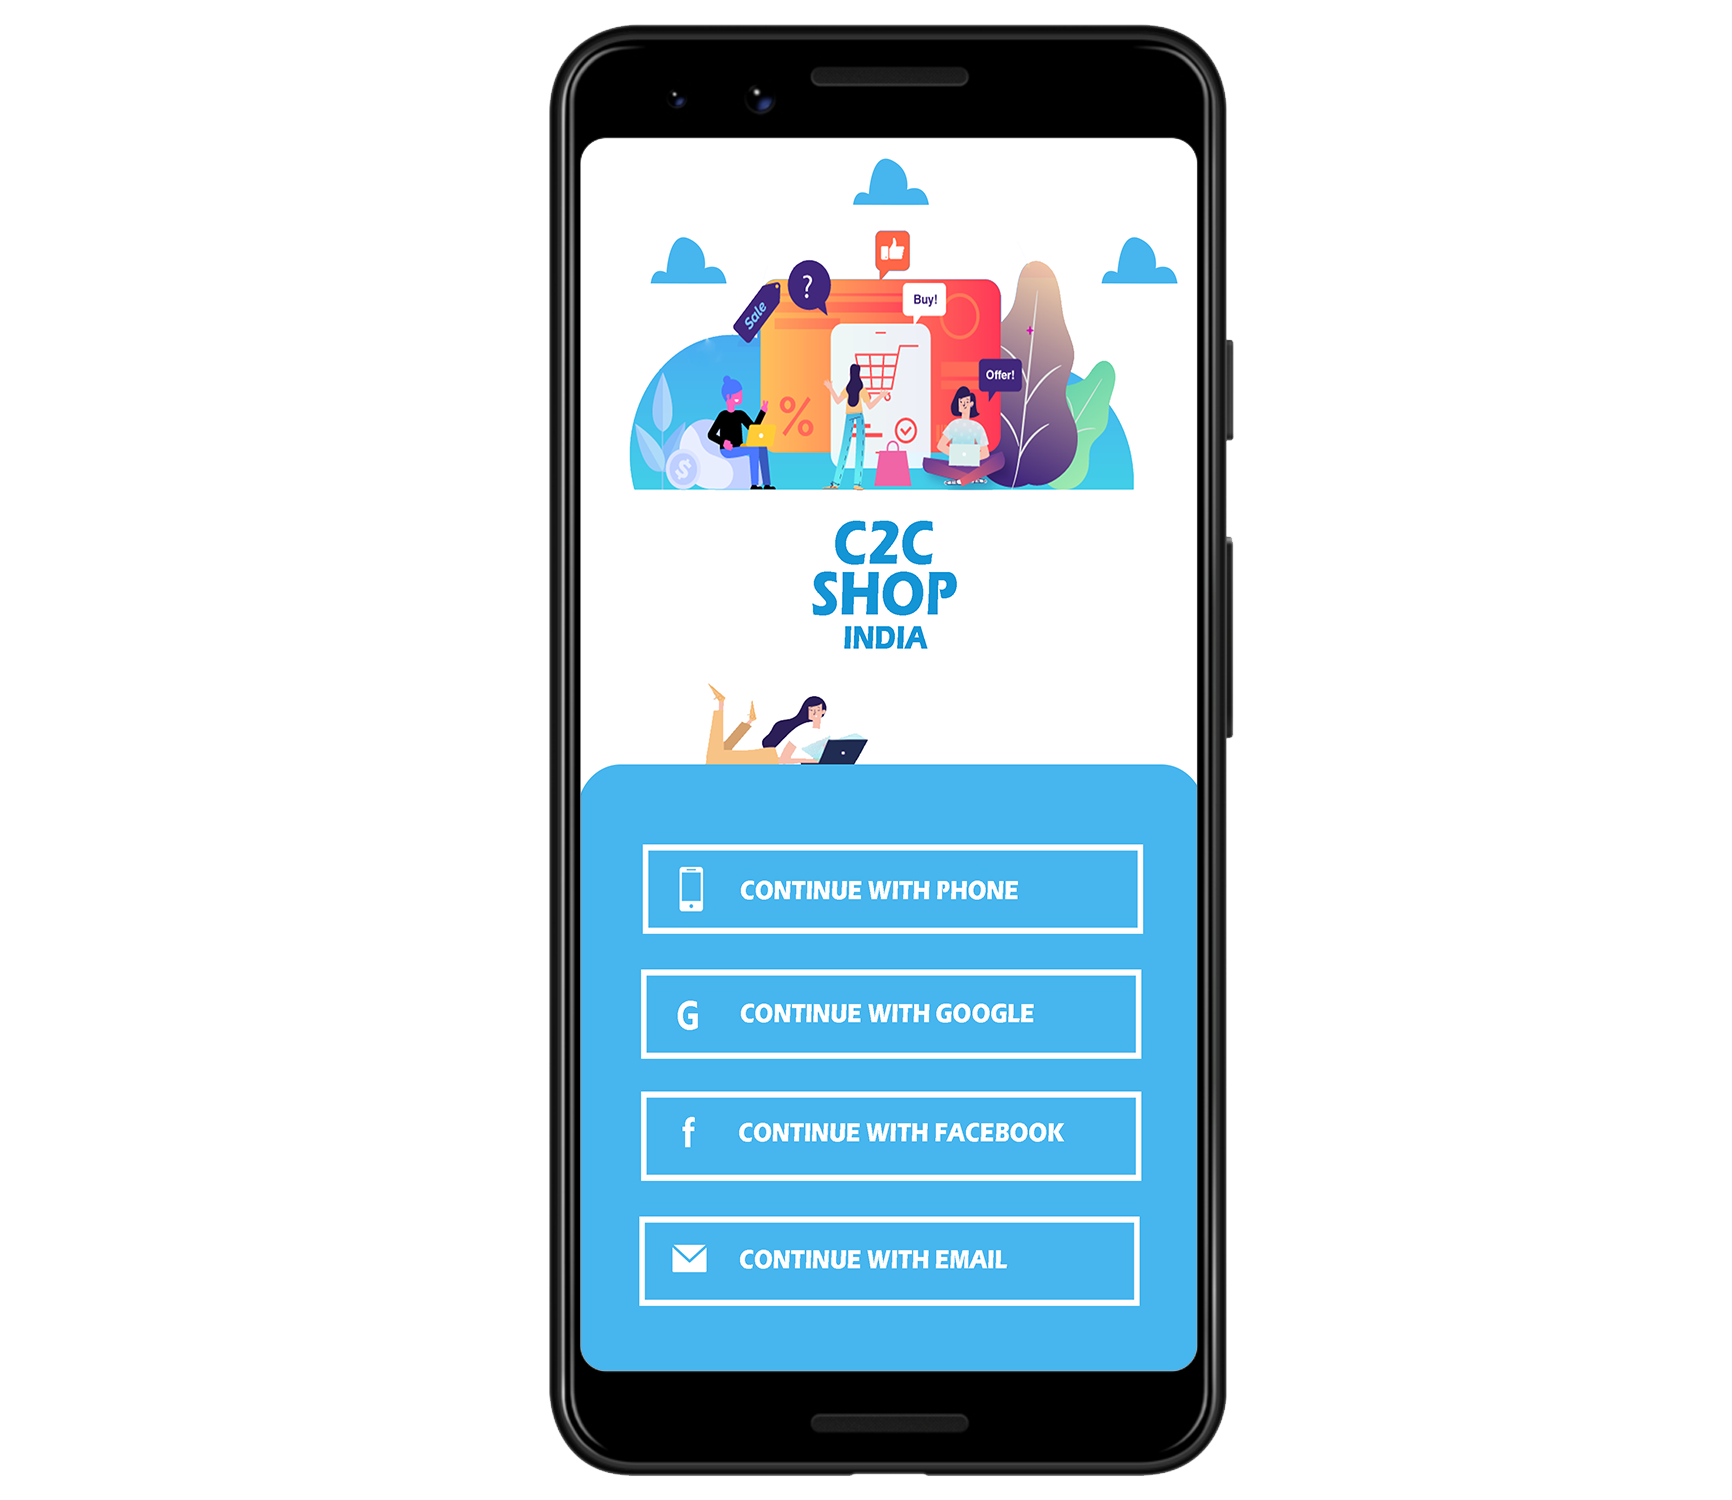 ?
Buy!
Sale
Offer!
%
$
C2C
SHOP
INDIA
CONTINUE WITH PHONE
G CONTINUE WITH GOOGLE
f CONTINUE WITH FACEBOOK
CONTINUE WITH EMAIL